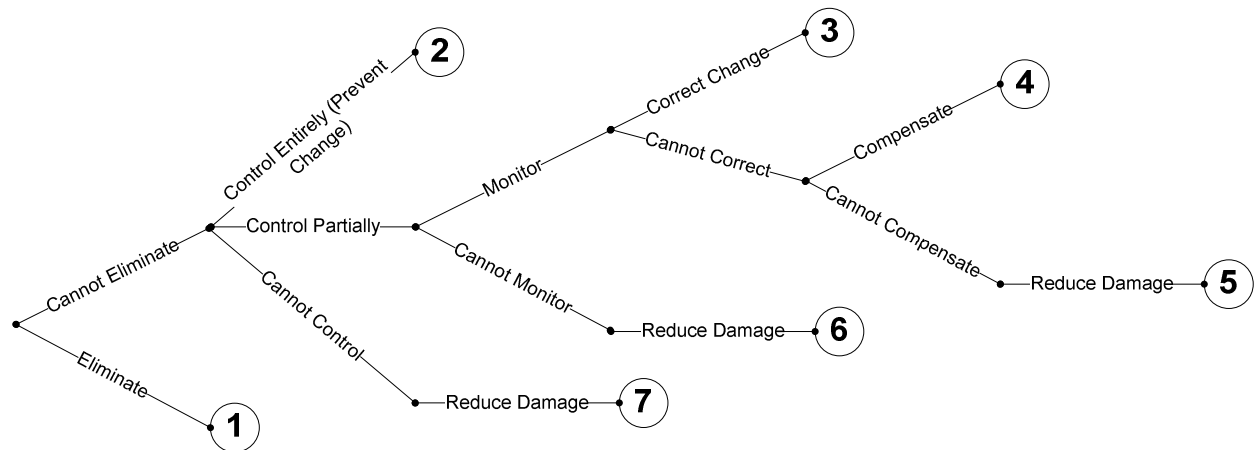 2
3
4
Control Entirely (Prevent
Change)
Correct Change
Compensate
Monitor
Cannot Correct
Control Partially
Cannot Compensate
Cannot Eliminate
Cannot Monitor
Reduce Damage
5
Cannot Control
Reduce Damage
6
Eliminate
Reduce Damage
7
1